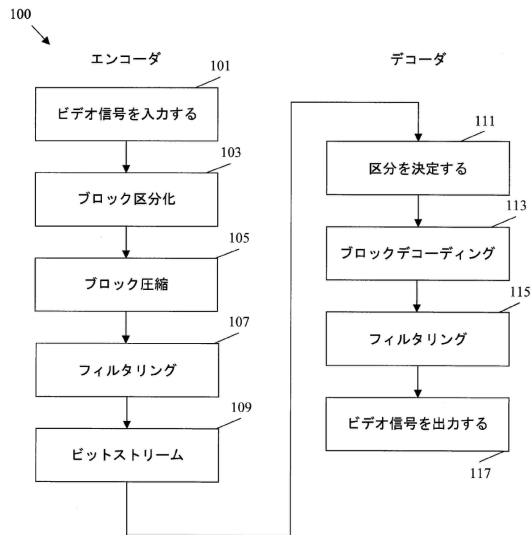 100
エンコーダ
101
ビデオ信号を入力する
103
ブロック区分化
105
ブロック圧縮
107
フィルタリング
109
ビットストリーム
デコーダ
111
区分を決定する
113
ブロックデコーディング
115
フィルタリング
ビデオ信号を出力する
117